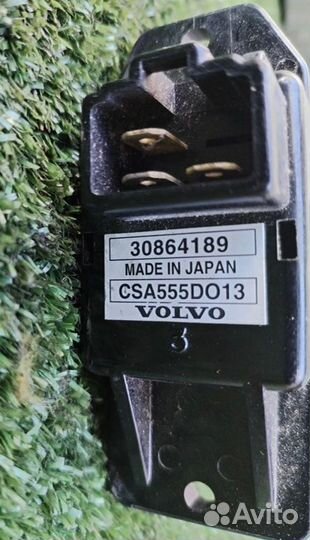 30864189
MADE IN JAPAN
CSA555DO13
VOLVO
3
Avito